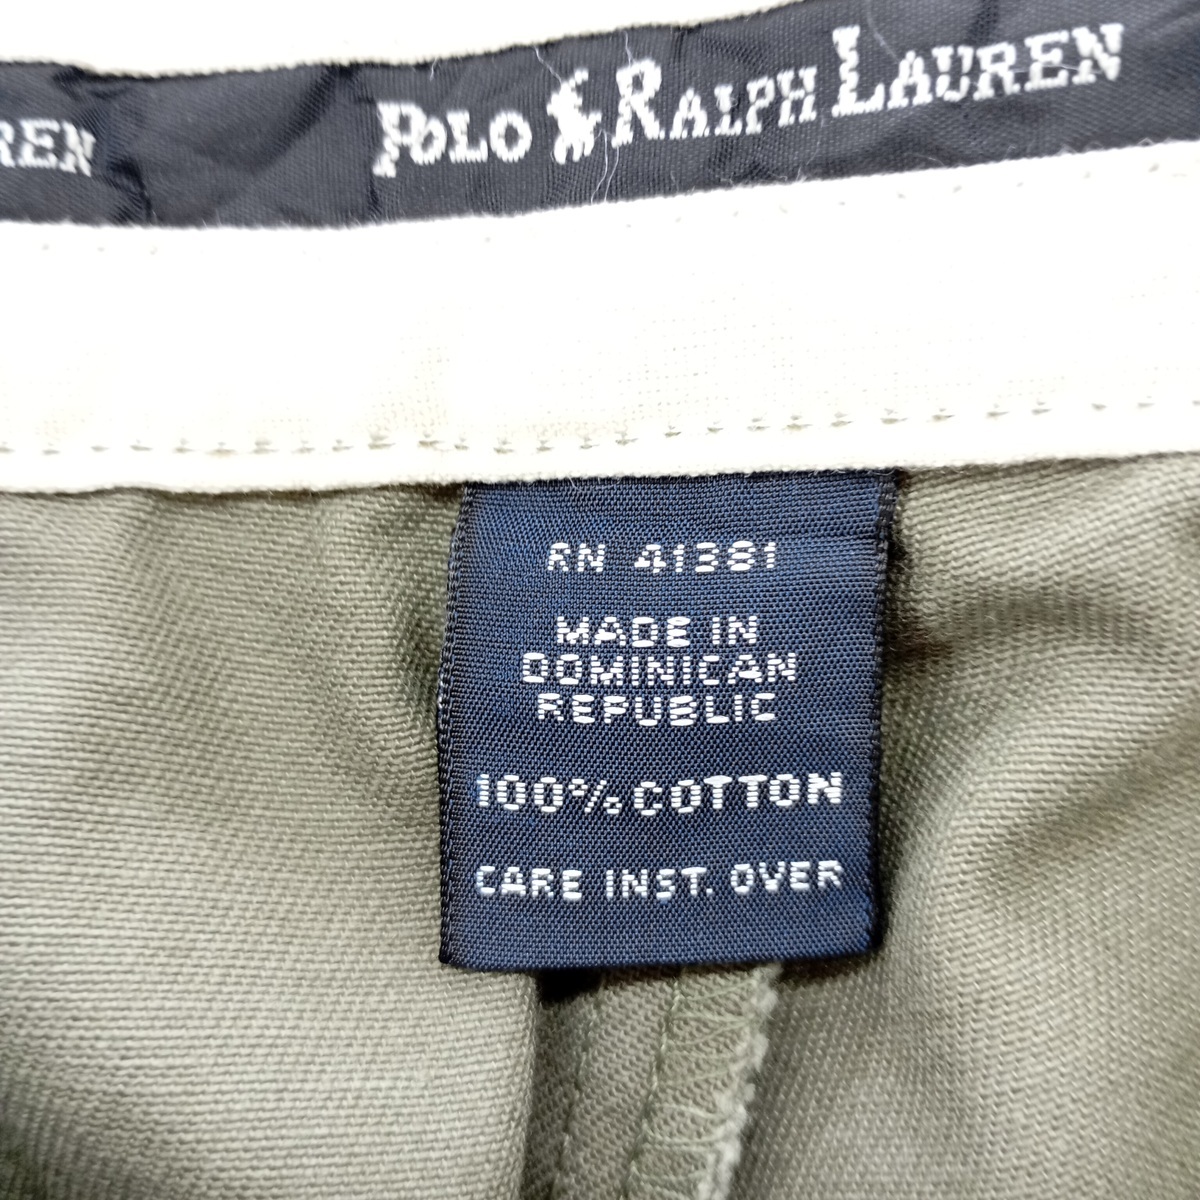 REN POLO RALPH LAUREN
RN 41381
MADE IN
DOMINICAN
REPUBLIC
100% COTTON
CARE INST. OVER